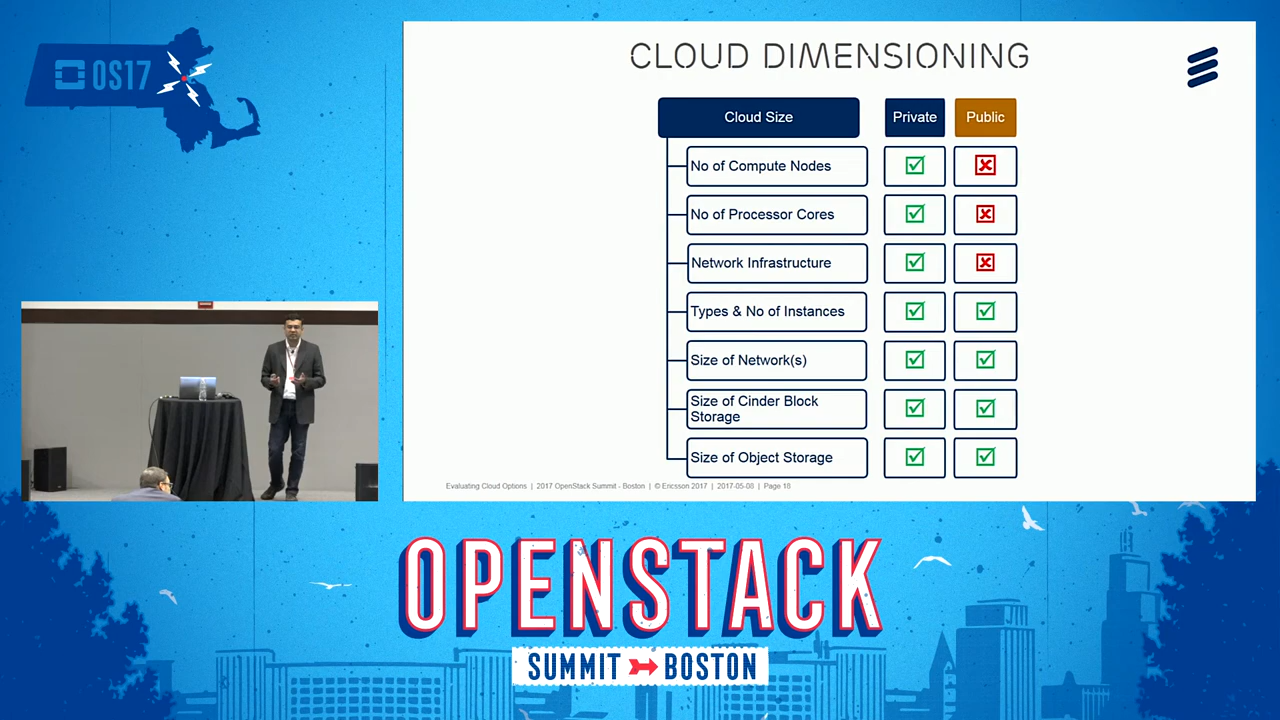 OS17
CLOUD DIMENSIONING
Cloud Size
Private
Public
No of Compute Nodes
No of Processor Cores
Network Infrastructure
Types & No of Instances
Size of Network(s)
Size of Cinder Block
Storage
Size of Object Storage
Evaluating Cloud Options | 2017 OpenStack Summit - Boston | © Ericsson 2017 | 2017-05-08 | Page 18
OPENSTACK
SUMMIT BOSTON